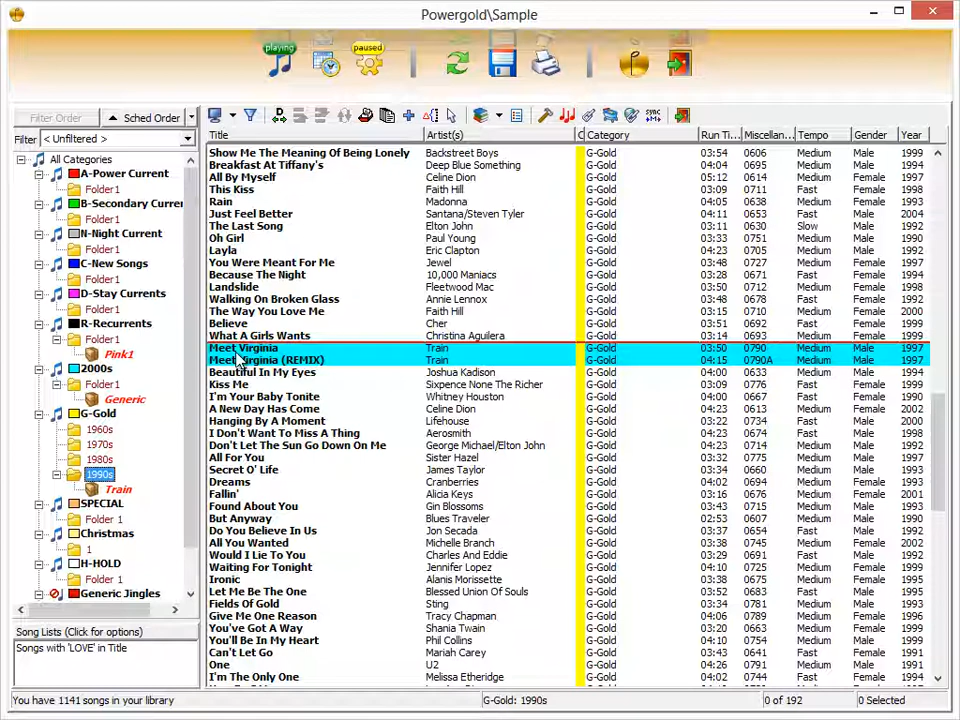 Powergold\Sample
playing
paused
Filter Order
Sched Order
Filter < Unfiltered >
Title Artist(s) C Category Run Ti... Miscellan... Tempo Gender Year
All Categories
A-Power Current
Folder1
B-Secondary Currer
Folder1
N-Night Current
Folder1
C-New Songs
Folder1
D-Stay Currents
Folder1
R-Recurrents
Folder1
Pink1
2000s
Folder1
Generic
G-Gold
1960s
1970s
1980s
1990s
Train
SPECIAL
Folder 1
Christmas
1
H-HOLD
Folder 1
Generic Jingles
Song Lists (Click for options)
Songs with 'LOVE' in Title
Show Me The Meaning Of Being Lonely Backstreet Boys G-Gold 03:54 0606 Medium Male 1999
Breakfast At Tiffany's Deep Blue Something G-Gold 04:04 0695 Medium Male 1995
All By Myself Celine Dion G-Gold 05:12 0614 Medium Female 1997
This Kiss Faith Hill G-Gold 03:09 0711 Fast Female 1998
Rain Madonna G-Gold 04:05 0638 Medium Female 1993
Just Feel Better Santana/Steven Tyler G-Gold 04:11 0653 Fast Male 2004
The Last Song Elton John G-Gold 03:11 0630 Slow Male 1992
Oh Girl Paul Young G-Gold 03:33 0751 Medium Male 1990
Layla Eric Clapton G-Gold 04:23 0705 Medium Male 1992
You Were Meant For Me Jewel G-Gold 03:48 0727 Medium Female 1997
Because The Night 10,000 Maniacs G-Gold 03:28 0671 Fast Female 1994
Landslide Fleetwood Mac G-Gold 03:50 0712 Medium Female 1998
Walking On Broken Glass Annie Lennox G-Gold 03:48 0678 Fast Female 1992
The Way You Love Me Faith Hill G-Gold 03:03 0641 Fast Female 2000
Believe Cher G-Gold 03:51 0692 Fast Female 1999
What A Girls Wants Christina Aguilera G-Gold 03:14 0693 Medium Female 1999
Meet Virginia Train G-Gold 03:50 0790 Medium Male 1997
Meet Virginia (REMIX) Train G-Gold 04:15 0790A Medium Male 1997
Beautiful In My Eyes Joshua Kadison G-Gold 04:00 0633 Medium Male 1994
Kiss Me Sixpence None The Richer G-Gold 03:09 0776 Fast Female 1999
I'm Your Baby Tonite Whitney Houston G-Gold 04:00 0667 Fast Female 1990
A New Day Has Come Celine Dion G-Gold 04:23 0613 Medium Female 2002
Hanging By A Moment Lifehouse G-Gold 03:22 0734 Fast Male 2000
I Don't Want To Miss A Thing Aerosmith G-Gold 04:23 0674 Medium Male 1998
Don't Let The Sun Go Down On Me George Michael/Elton John G-Gold 04:23 0714 Medium Male 1992
All For You Sister Hazel G-Gold 03:32 0775 Medium Male 1997
Secret O' Life James Taylor G-Gold 03:34 0660 Medium Male 1993
Dreams Cranberries G-Gold 04:13 0694 Fast Female 1994
Fallin' Alicia Keys G-Gold 03:16 0676 Medium Female 2001
Found About You Gin Blossoms G-Gold 03:43 0715 Medium Male 1993
But Anyway Blues Traveler G-Gold 02:53 0607 Medium Male 1990
Do You Believe In Us Jon Secada G-Gold 03:37 0654 Fast Male 1992
All You Wanted Michelle Branch G-Gold 03:38 0745 Medium Female 2002
Would I Lie To You Charles And Eddie G-Gold 03:29 0691 Medium Male 1992
Waiting For Tonight Jennifer Lopez G-Gold 04:10 0725 Medium Female 1999
Ironic Alanis Morissette G-Gold 03:38 0675 Medium Female 1995
Let Me Be The One Blessed Union Of Souls G-Gold 03:52 0683 Fast Male 1995
Fields Of Gold Sting G-Gold 03:34 0781 Medium Male 1993
Give Me One Reason Tracy Chapman G-Gold 04:06 0735 Medium Female 1996
You've Got A Way Shania Twain G-Gold 03:20 0663 Medium Female 1999
You'll Be In My Heart Phil Collins G-Gold 04:10 0754 Medium Male 1999
Can't Let Go Mariah Carey G-Gold 03:43 0641 Fast Female 1991
One U2 G-Gold 04:26 0791 Medium Male 1992
I'm The Only One Melissa Etheridge G-Gold 04:02 0744 Fast Female 1994
You have 1141 songs in your library
G-Gold: 1990s
0 of 192
0 Selected